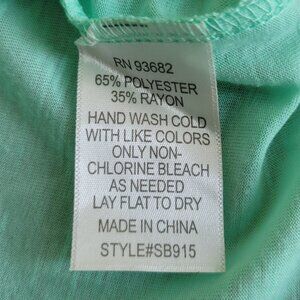 RN 93682
65% POLYESTER
35% RAYON
HAND WASH COLD
WITH LIKE COLORS
ONLY NON-
CHLORINE BLEACH
AS NEEDED
LAY FLAT TO DRY
MADE IN CHINA
STYLE#SB915